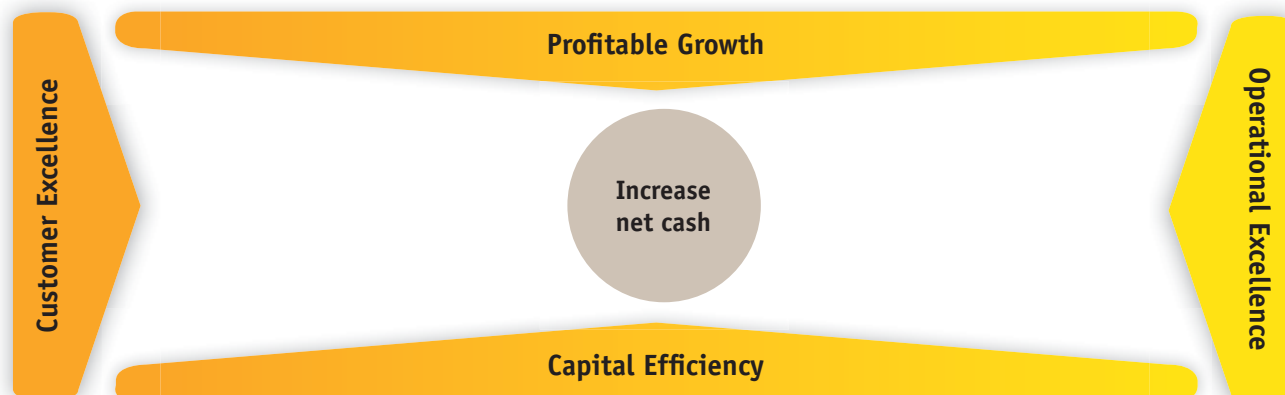 Profitable Growth
Customer Excellence
Increase
net cash
Operational Excellence
Capital Efficiency